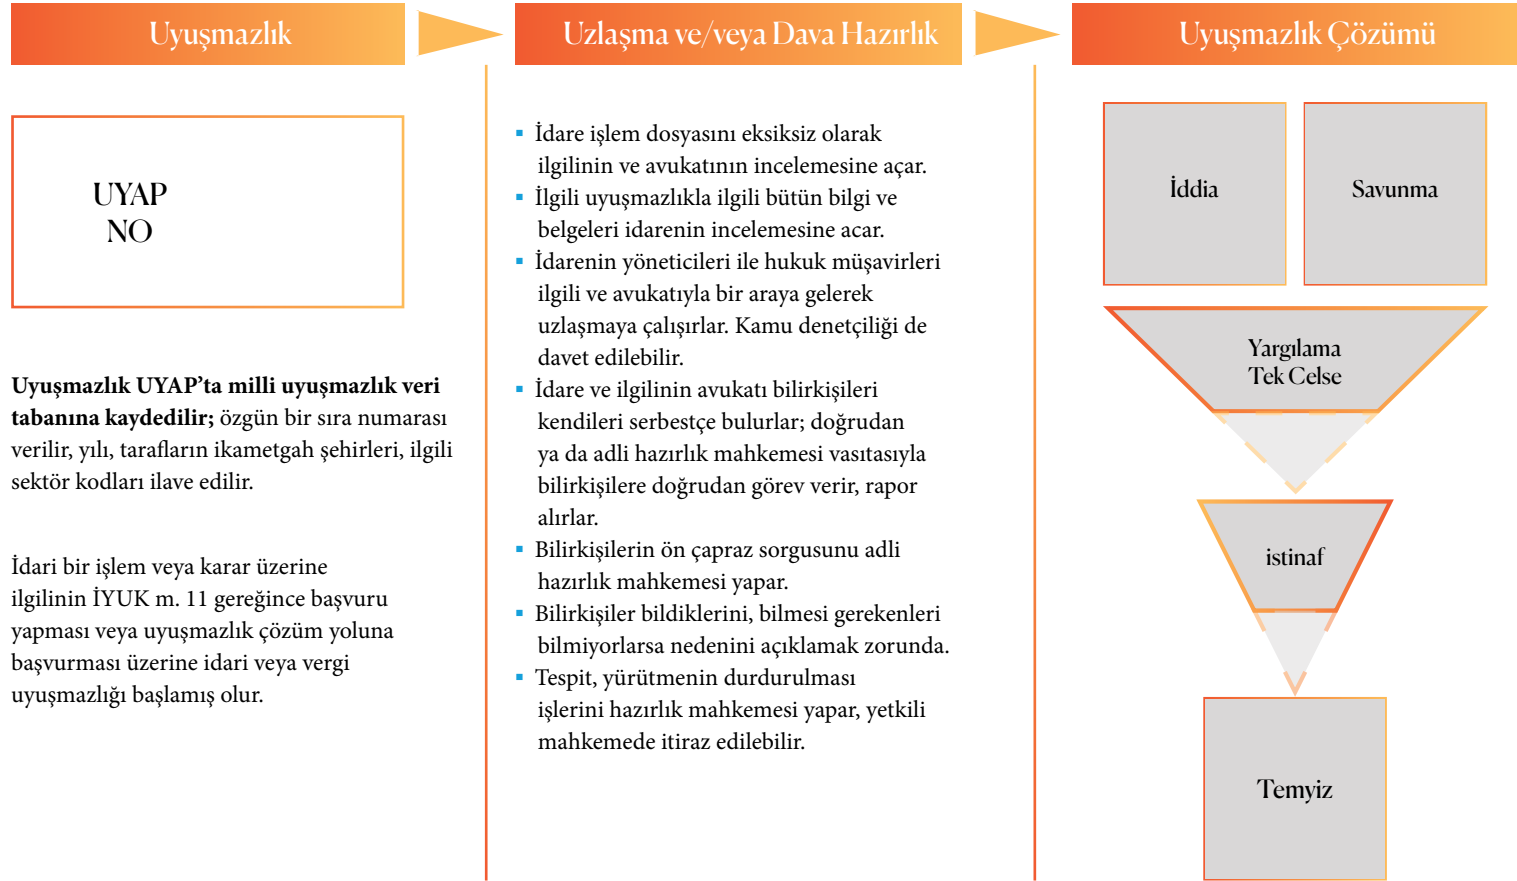 Uyuşmazlık
Uzlaşma ve/veya Dava Hazırlık
Uyuşmazlık Çözümü
UYAP
NO
Uyuşmazlık UYAP’ta milli uyuşmazlık veri
tabanına kaydedilir; özgün bir sıra numarası
verilir, yılı, tarafların ikametgah şehirleri, ilgili
sektör kodları ilave edilir.
İdari bir işlem veya karar üzerine
ilgilinin İYUK m. 11 gereğince başvuru
yapması veya uyuşmazlık çözüm yoluna
başvurması üzerine idari veya vergi
uyuşmazlığı başlamış olur.
▪ İdare işlem dosyasını eksiksiz olarak
ilgilinin ve avukatının incelemesine açar.
▪ İlgili uyuşmazlıkla ilgili bütün bilgi ve
belgeleri idarenin incelemesine acar.
▪ İdarenin yöneticileri ile hukuk müşavirleri
ilgili ve avukatıyla bir araya gelerek
uzlaşmaya çalışırlar. Kamu denetçiliği de
davet edilebilir.
▪ İdare ve ilgilinin avukatı bilirkişileri
kendileri serbestçe bulurlar; doğrudan
ya da adli hazırlık mahkemesi vasıtasıyla
bilirkişilere doğrudan görev verir, rapor
alırlar.
▪ Bilirkişilerin ön çapraz sorgusunu adli
hazırlık mahkemesi yapar.
▪ Bilirkişiler bildiklerini, bilmesi gerekenleri
bilmiyorlarsa nedenini açıklamak zorunda.
▪ Tespit, yürütmenin durdurulması
işlerini hazırlık mahkemesi yapar, yetkili
mahkemede itiraz edilebilir.
İddia
Savunma
Yargılama
Tek Celse
istinaf
Temyiz